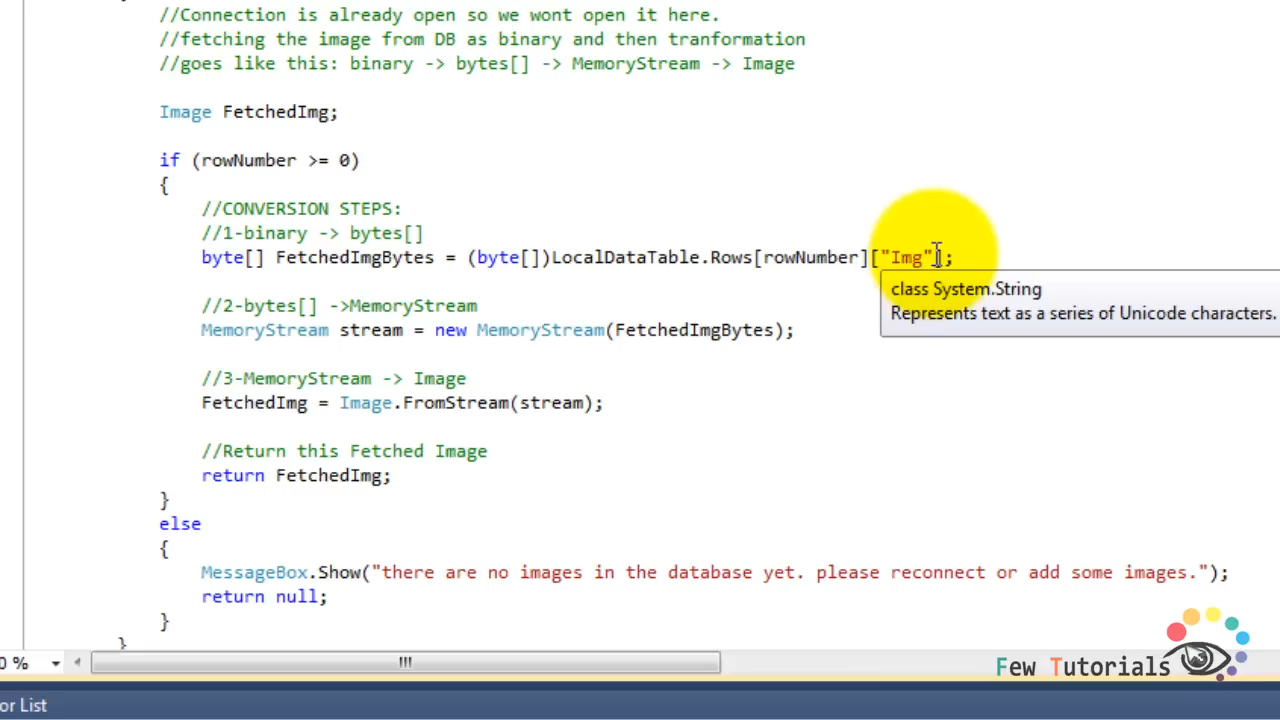 //Connection is already open so we wont open it here.
//fetching the image from DB as binary and then tranformation
//goes like this: binary -> bytes[] -> MemoryStream -> Image
Image FetchedImg;
if (rowNumber >= 0)
{
//CONVERSION STEPS:
//1-binary -> bytes[]
byte[] FetchedImgBytes = (byte[])LocalDataTable.Rows[rowNumber]["Img"];
class System.String
Represents text as a series of Unicode characters.
//2-bytes[] ->MemoryStream
MemoryStream stream = new MemoryStream(FetchedImgBytes);
//3-MemoryStream -> Image
FetchedImg = Image.FromStream(stream);
//Return this Fetched Image
return FetchedImg;
}
else
{
MessageBox.Show("there are no images in the database yet. please reconnect or add some images.");
return null;
}
}
0 %
Few Tutorials
or List